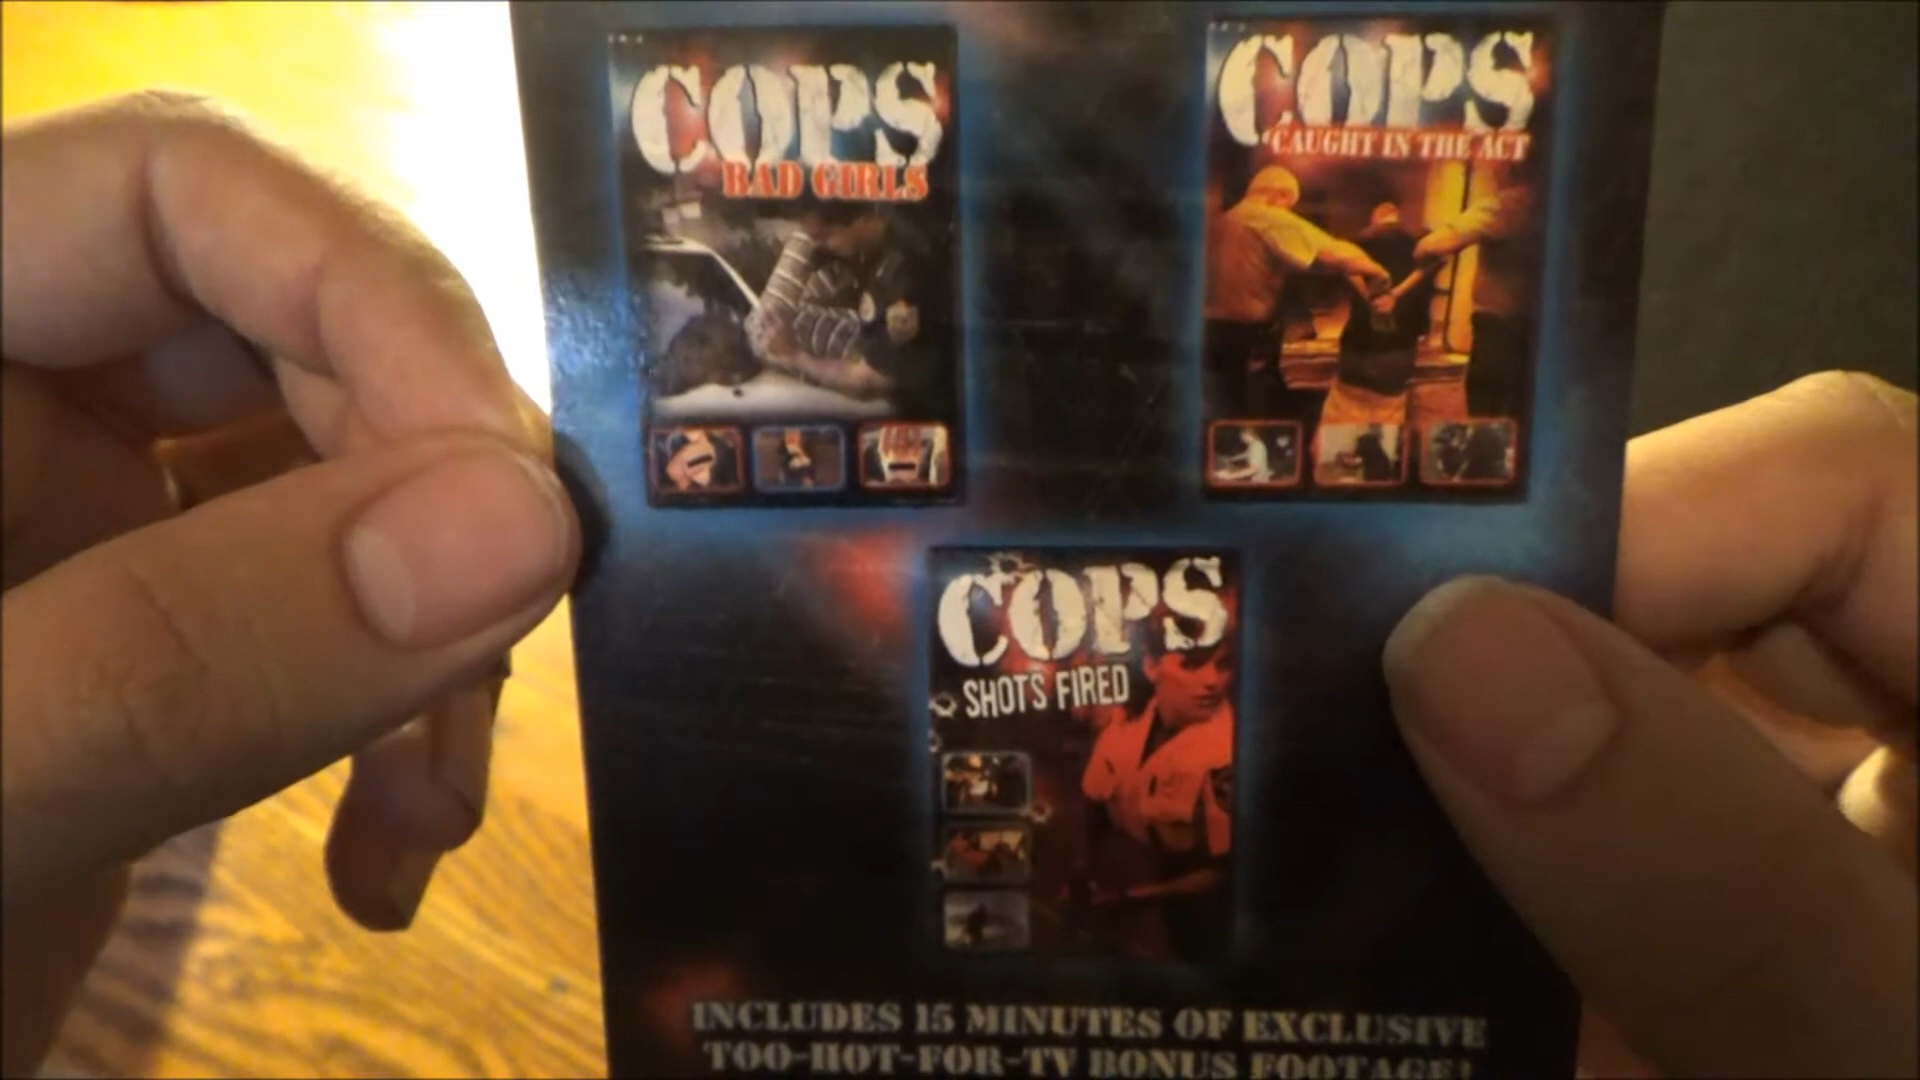 COPS
BAD GIRLS
COPS
CAUGHT IN THE ACT
COPS
SHOTS FIRED
INCLUDES 15 MINUTES OF EXCLUSIVE
TOO-HOT-FOR-TV BONUS FOOTAGE!